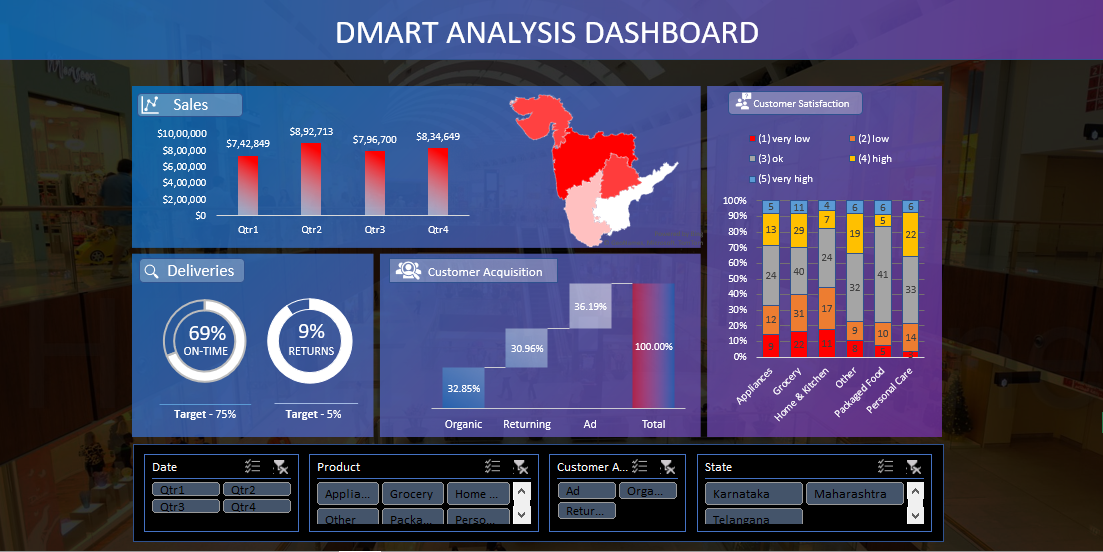 DMART ANALYSIS DASHBOARD
Sales
$10,00,000
$8,00,000
$6,00,000
$4,00,000
$2,00,000
$0
$7,42,849
$8,92,713
$7,96,700
$8,34,649
Qtr1 Qtr2 Qtr3 Qtr4
Customer Satisfaction
(1) very low (2) low
(3) ok (4) high
(5) very high
100%
90%
80%
70%
60%
50%
40%
30%
20%
10%
0%
5 11 4 6 6 6
13 29 7 19 5 22
24 40 24 32 41 33
12 31 17 9 10 14
Appliances Grocery Home & Kitchen Other Packaged Food Personal Care
Deliveries
69%
ON-TIME
9%
RETURNS
Target - 75% Target - 5%
Customer Acquisition
32.85% 30.96% 36.19% 100.00%
Organic Returning Ad Total
Date
Qtr1 Qtr2
Qtr3 Qtr4
Product
Applia... Grocery Home ...
Other Packa... Perso...
Customer A...
Ad Orga...
Retur...
State
Karnataka Maharashtra
Telangana